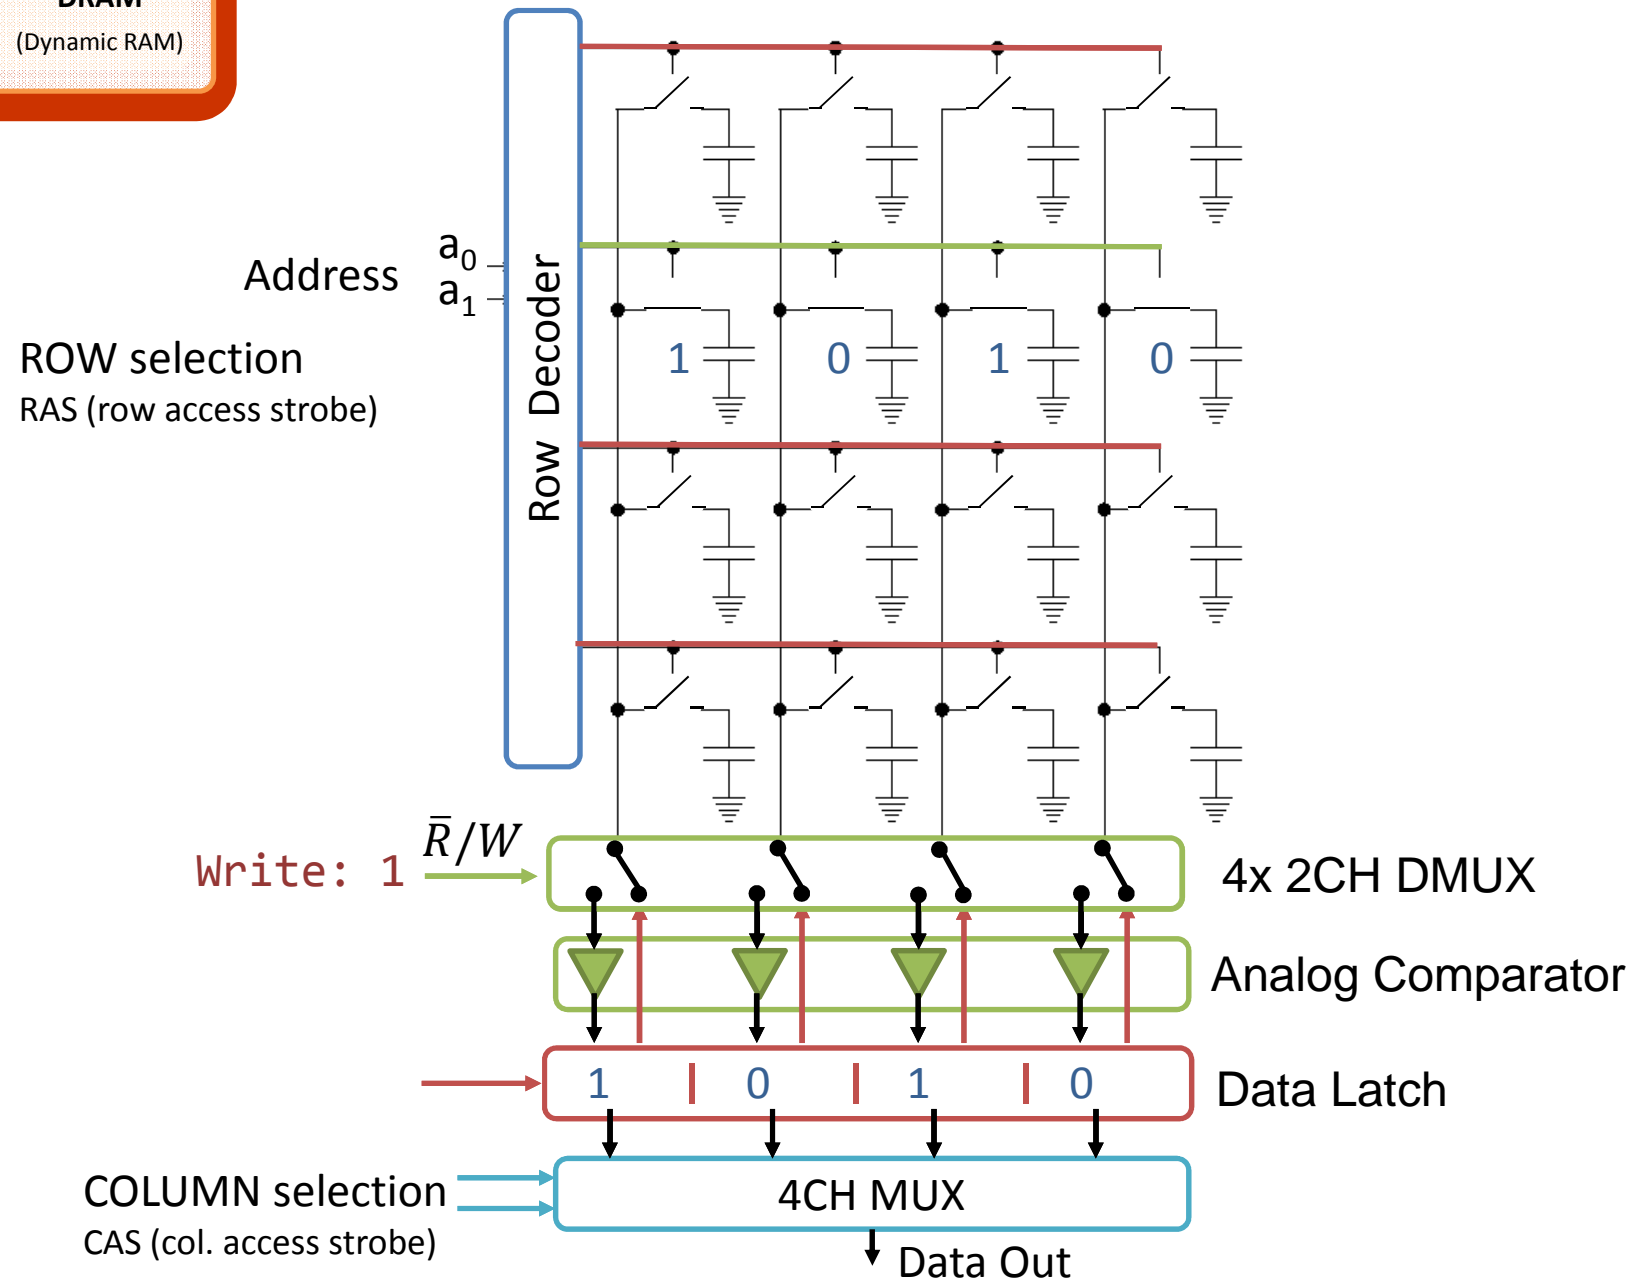 DRAM
(Dynamic RAM)
Address
a0
a1
ROW selection
RAS (row access strobe)
Row Decoder
1 0 1 0
R̅/W
Write: 1
4x 2CH DMUX
Analog Comparator
1 | 0 | 1 | 0
Data Latch
COLUMN selection
CAS (col. access strobe)
4CH MUX
Data Out